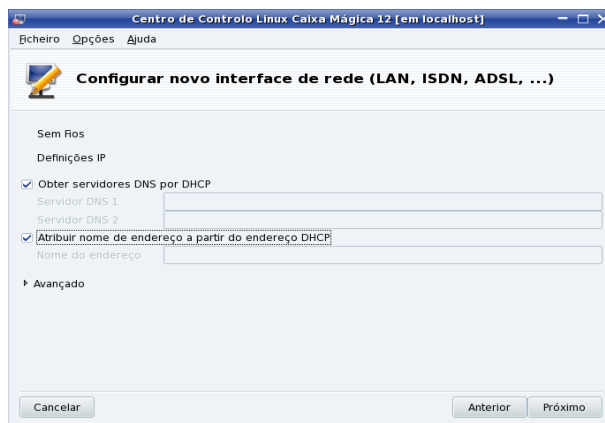 Centro de Controlo Linux Caixa Mágica 12 [em localhost]
Ficheiro Opções Ajuda
Configurar novo interface de rede (LAN, ISDN, ADSL, ...)
Sem Fios
Definições IP
Obter servidores DNS por DHCP
Servidor DNS 1
Servidor DNS 2
Atribuir nome de endereço a partir do endereço DHCP
Nome do endereço
Avançado
Cancelar Anterior Próximo